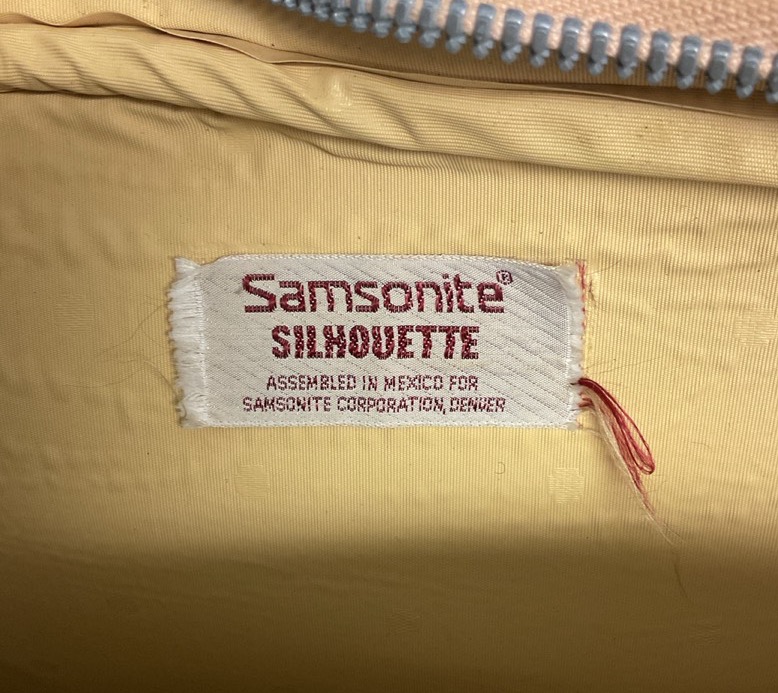 Samsonite®
SILHOUETTE
ASSEMBLED IN MEXICO FOR
SAMSONITE CORPORATION, DENVER